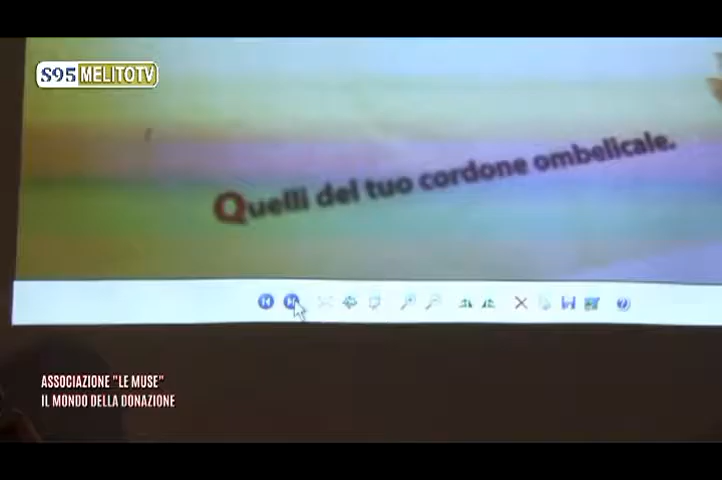 S95 MELITOTV
Quelli del tuo cordone ombelicale.
ASSOCIAZIONE "LE MUSE"
IL MONDO DELLA DONAZIONE